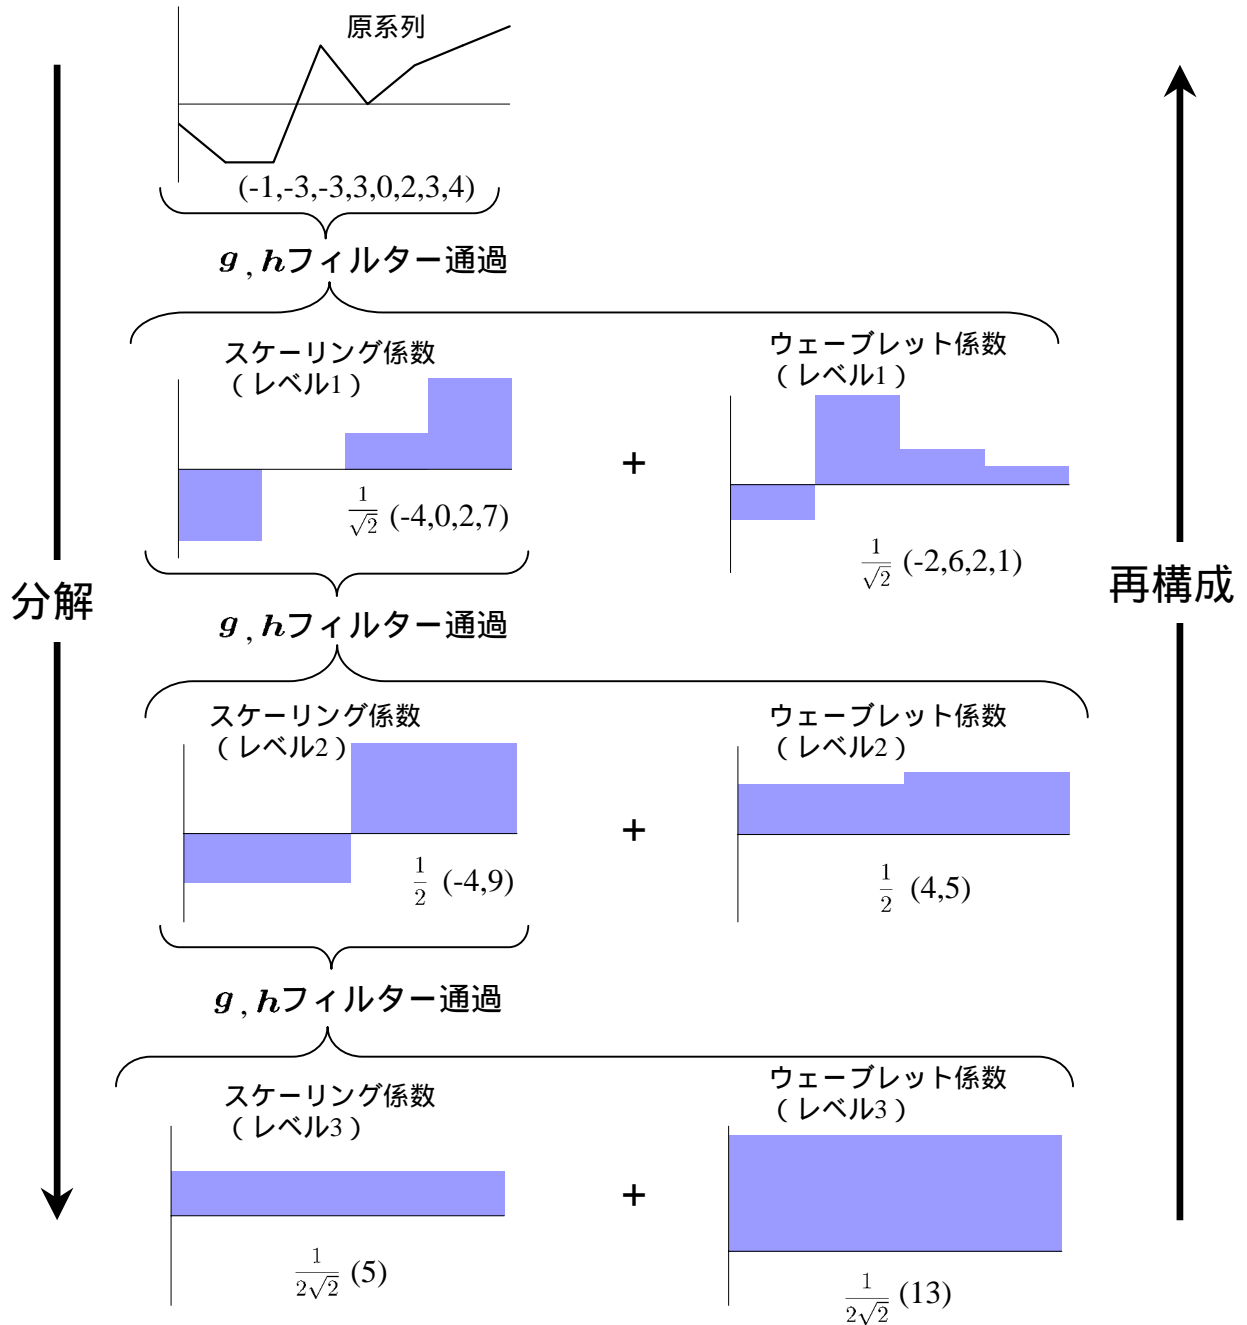 原系列
(-1,-3,-3,3,0,2,3,4)
g , hフィルター通過
スケーリング係数
（レベル1）
1/√2 (-4,0,2,7)
+
ウェーブレット係数
（レベル1）
1/√2 (-2,6,2,1)
分解
再構成
g , hフィルター通過
スケーリング係数
（レベル2）
1/2 (-4,9)
+
ウェーブレット係数
（レベル2）
1/2 (4,5)
g , hフィルター通過
スケーリング係数
（レベル3）
1/2√2 (5)
+
ウェーブレット係数
（レベル3）
1/2√2 (13)